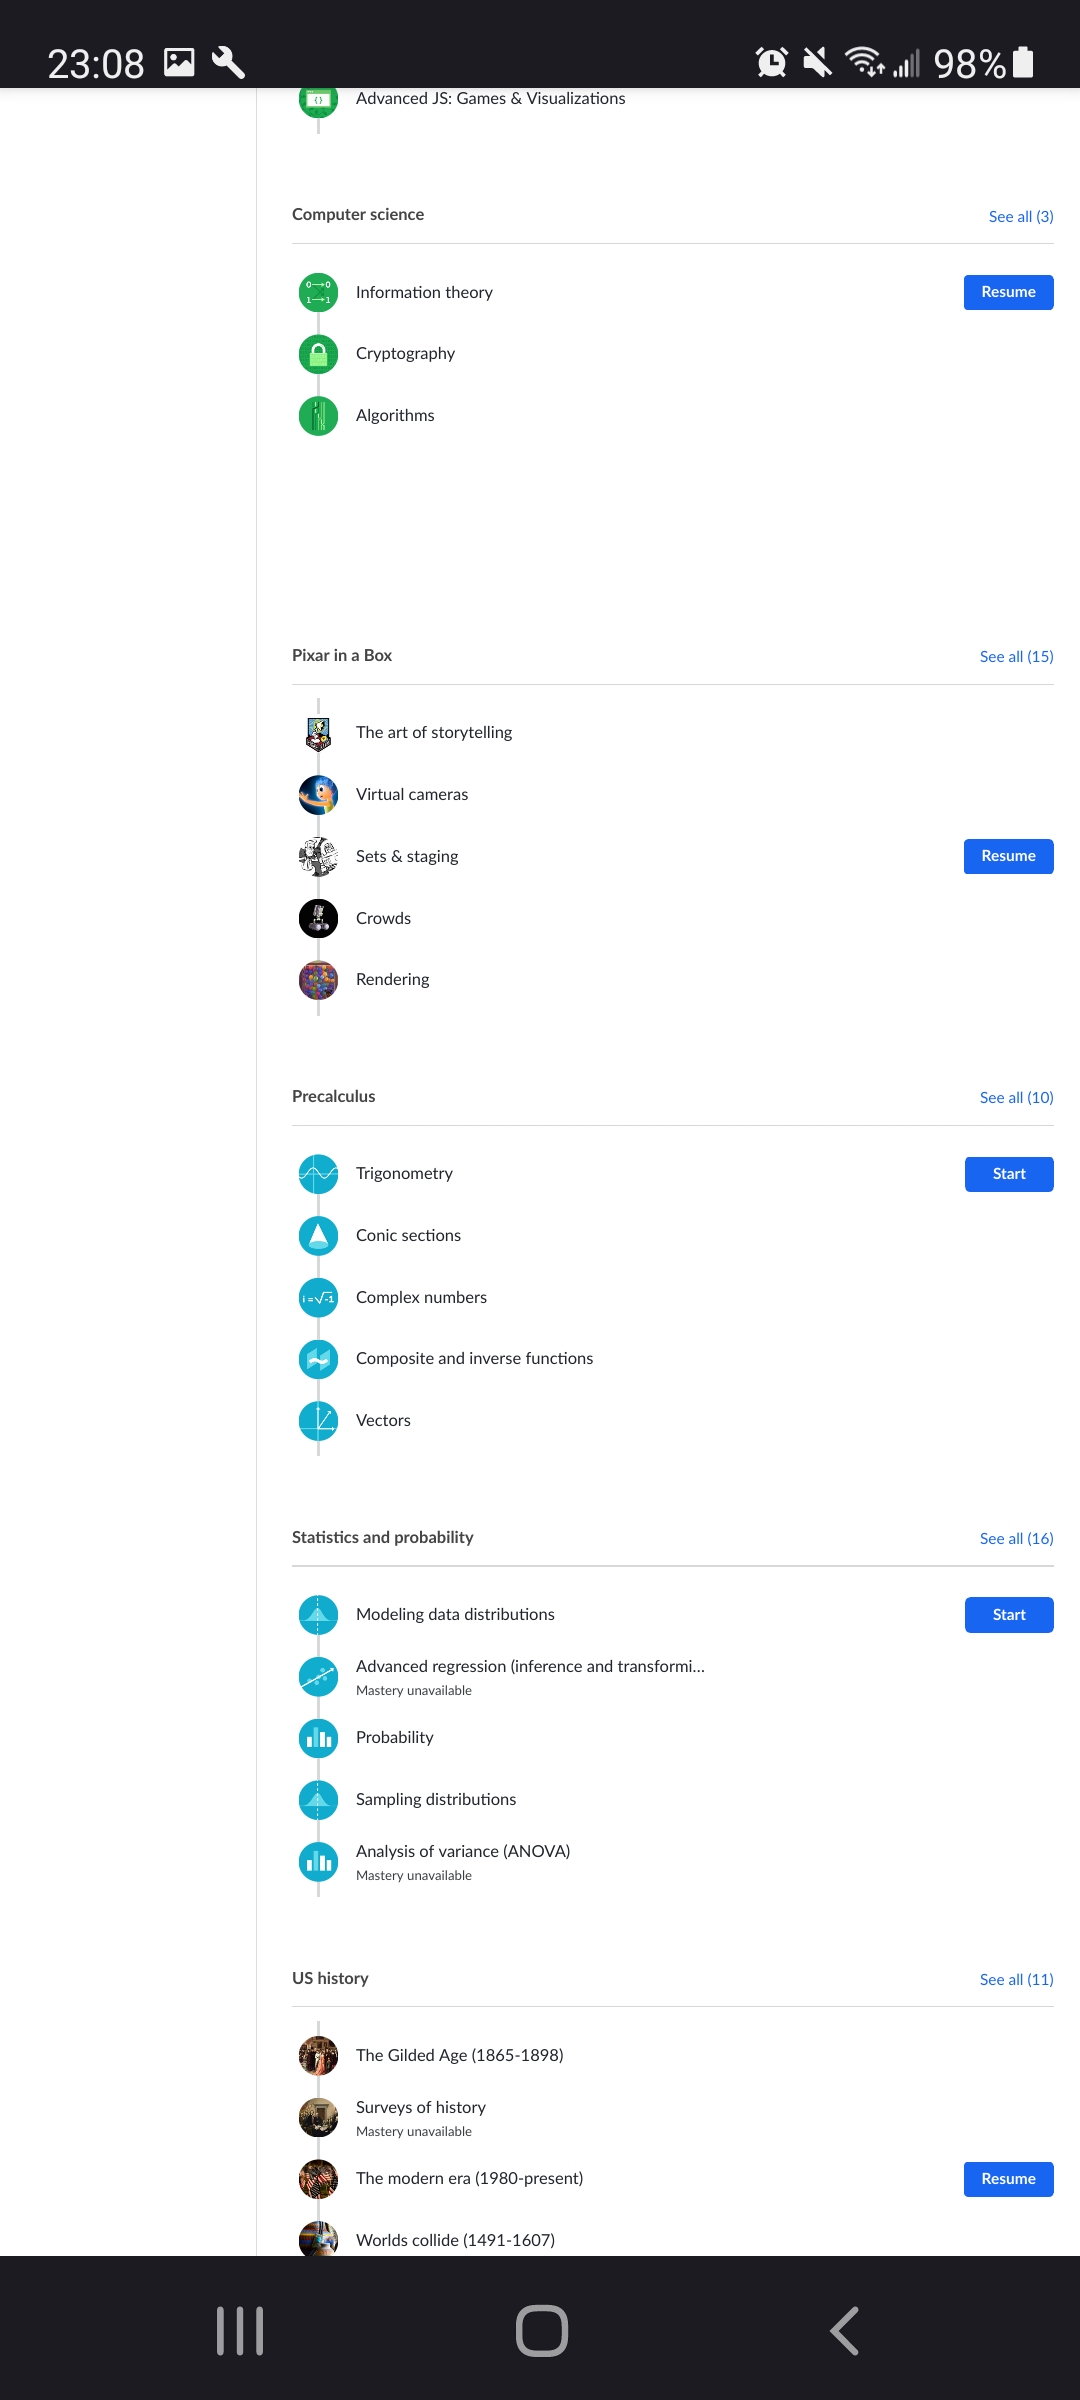 23:08 98%
Advanced JS: Games & Visualizations
Computer science See all (3)
0→0
1→1
Information theory Resume
Cryptography
Algorithms
Pixar in a Box See all (15)
The art of storytelling
Virtual cameras
Sets & staging Resume
Crowds
Rendering
Precalculus See all (10)
Trigonometry Start
Conic sections
i=√-1 Complex numbers
Composite and inverse functions
Vectors
Statistics and probability See all (16)
Modeling data distributions Start
Advanced regression (inference and transformi...
Mastery unavailable
Probability
Sampling distributions
Analysis of variance (ANOVA)
Mastery unavailable
US history See all (11)
The Gilded Age (1865-1898)
Surveys of history
Mastery unavailable
The modern era (1980-present) Resume
Worlds collide (1491-1607)